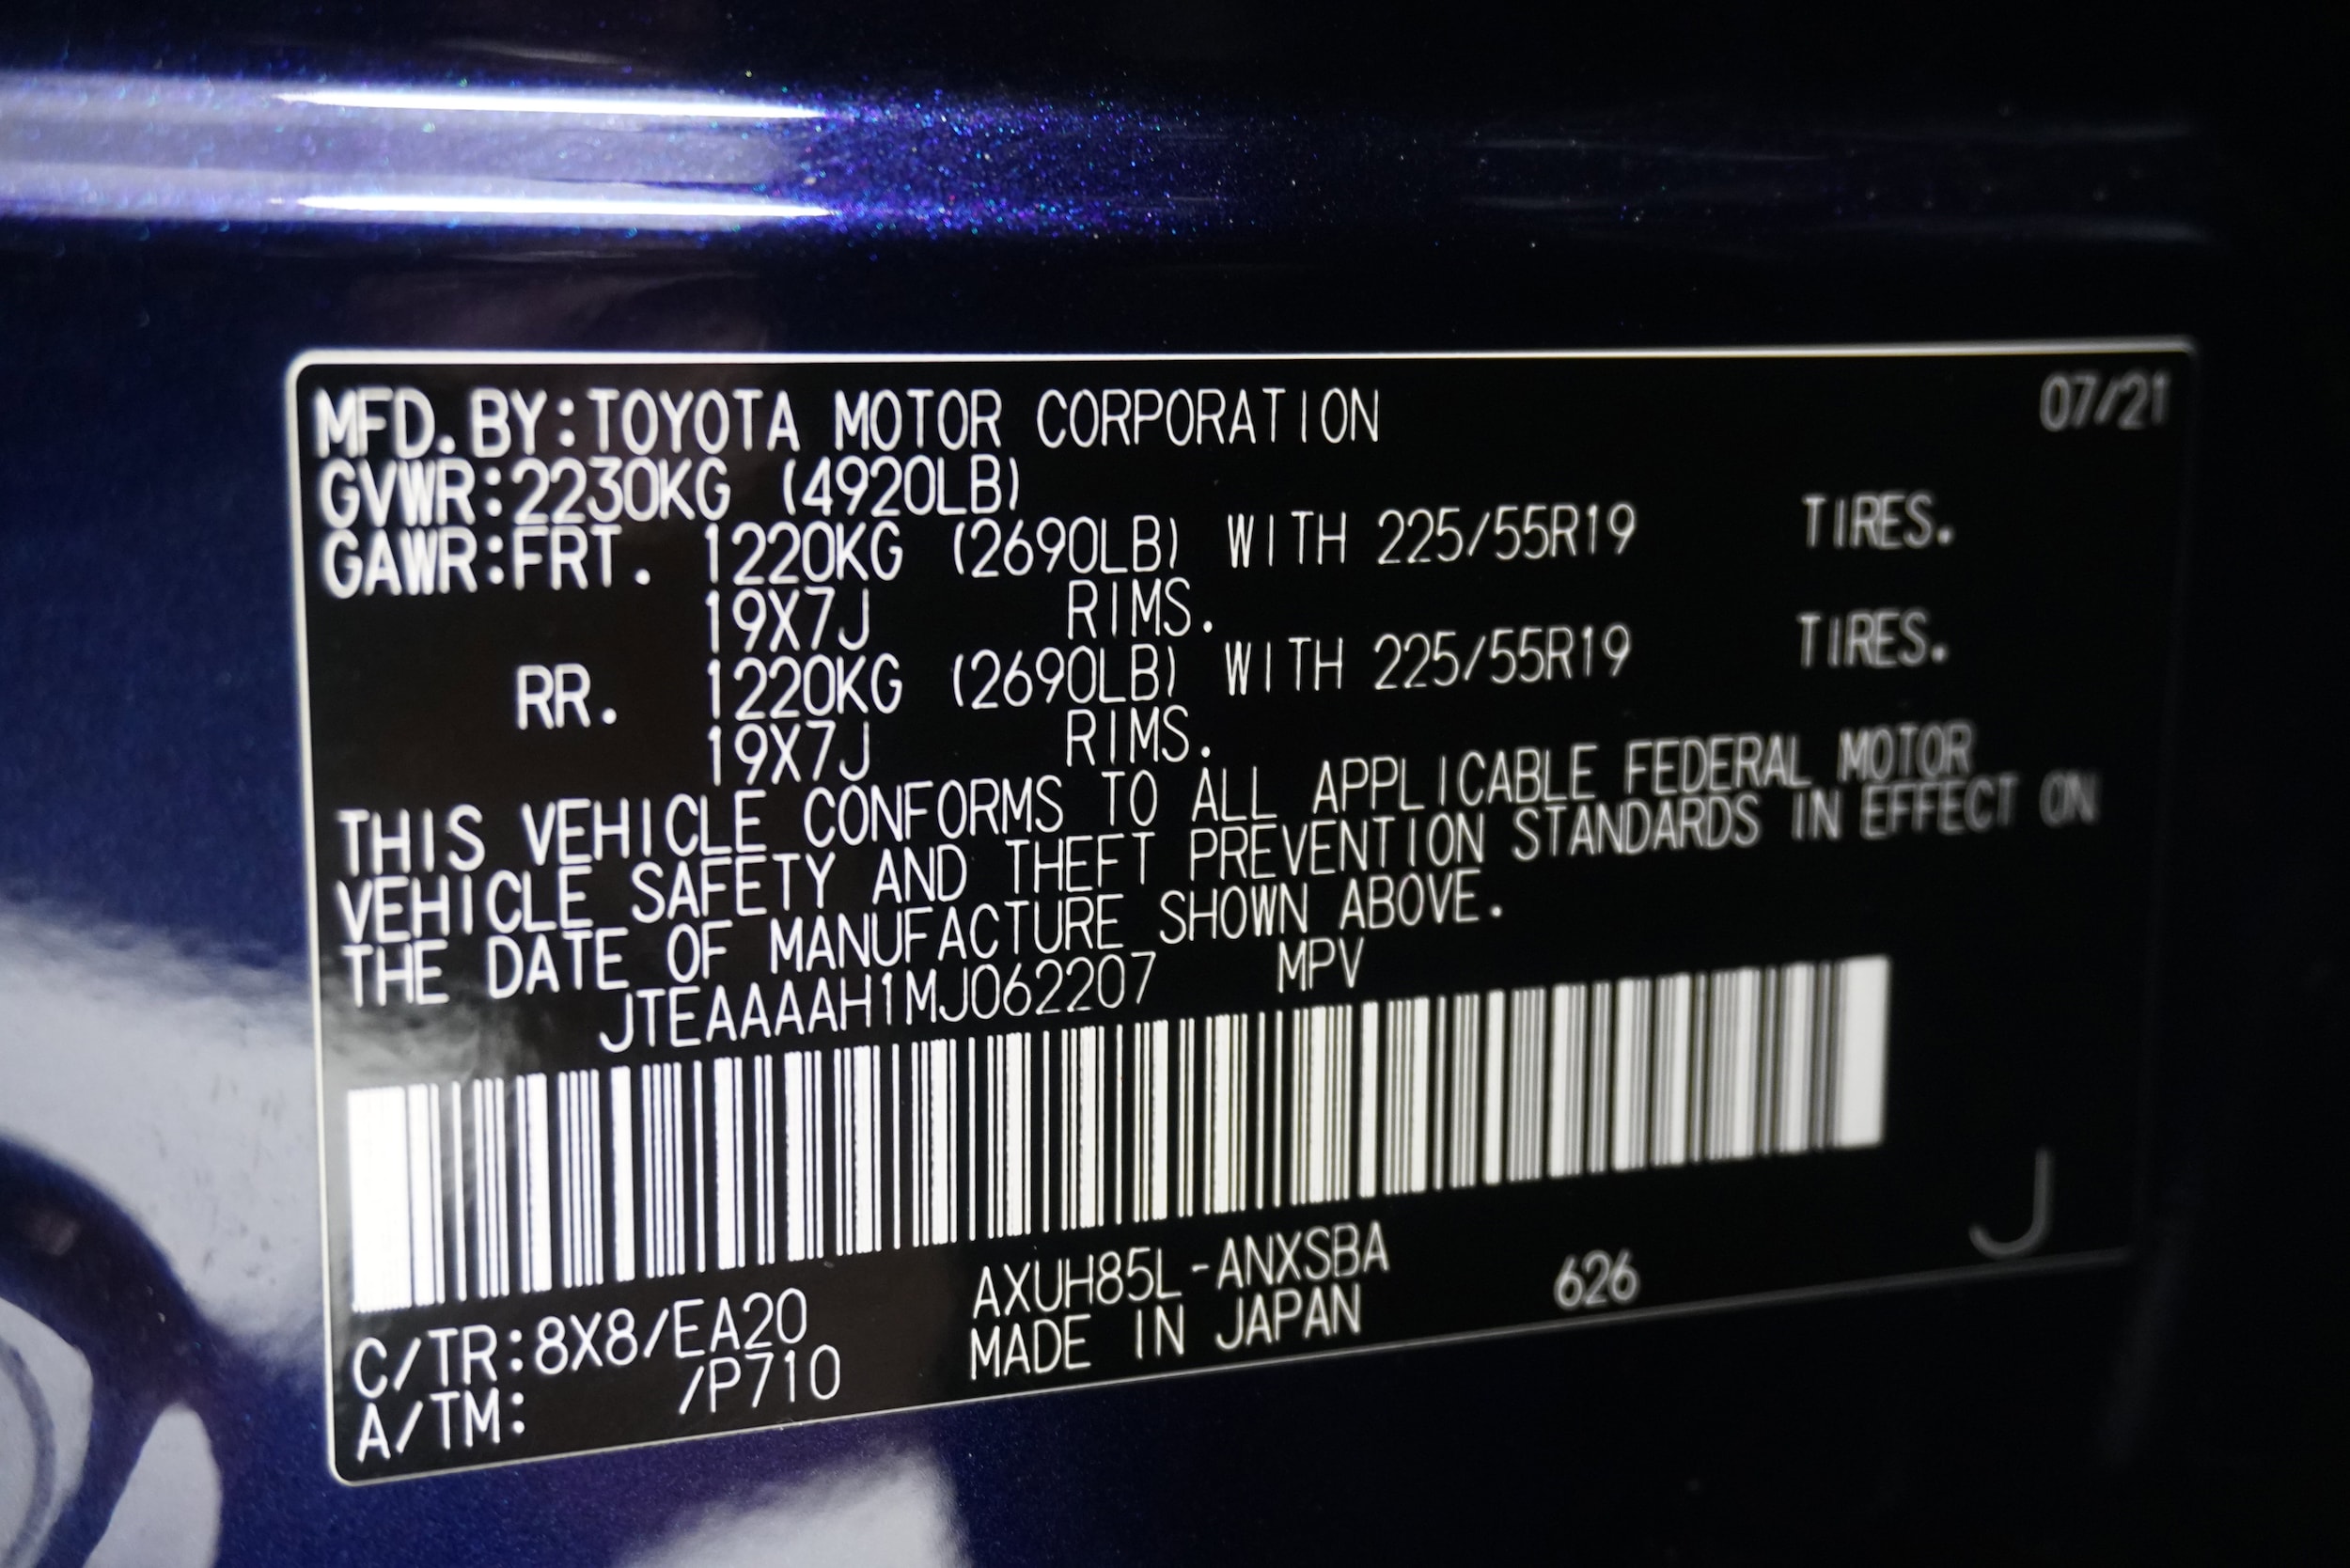 07/21
MFD.BY:TOYOTA MOTOR CORPORATION
GVWR:2230KG (4920LB)
GAWR:FRT. 1220KG (2690LB) WITH 225/55R19 TIRES.
19X7J RIMS.
RR. 1220KG (2690LB) WITH 225/55R19 TIRES.
19X7J RIMS.
THIS VEHICLE CONFORMS TO ALL APPLICABLE FEDERAL MOTOR
VEHICLE SAFETY AND THEFT PREVENTION STANDARDS IN EFFECT ON
THE DATE OF MANUFACTURE SHOWN ABOVE.
JTEAAAAH1MJ062207 MPV
C/TR:8X8/EA20 AXUH85L-ANXSBA 626 J
A/TM: /P710 MADE IN JAPAN